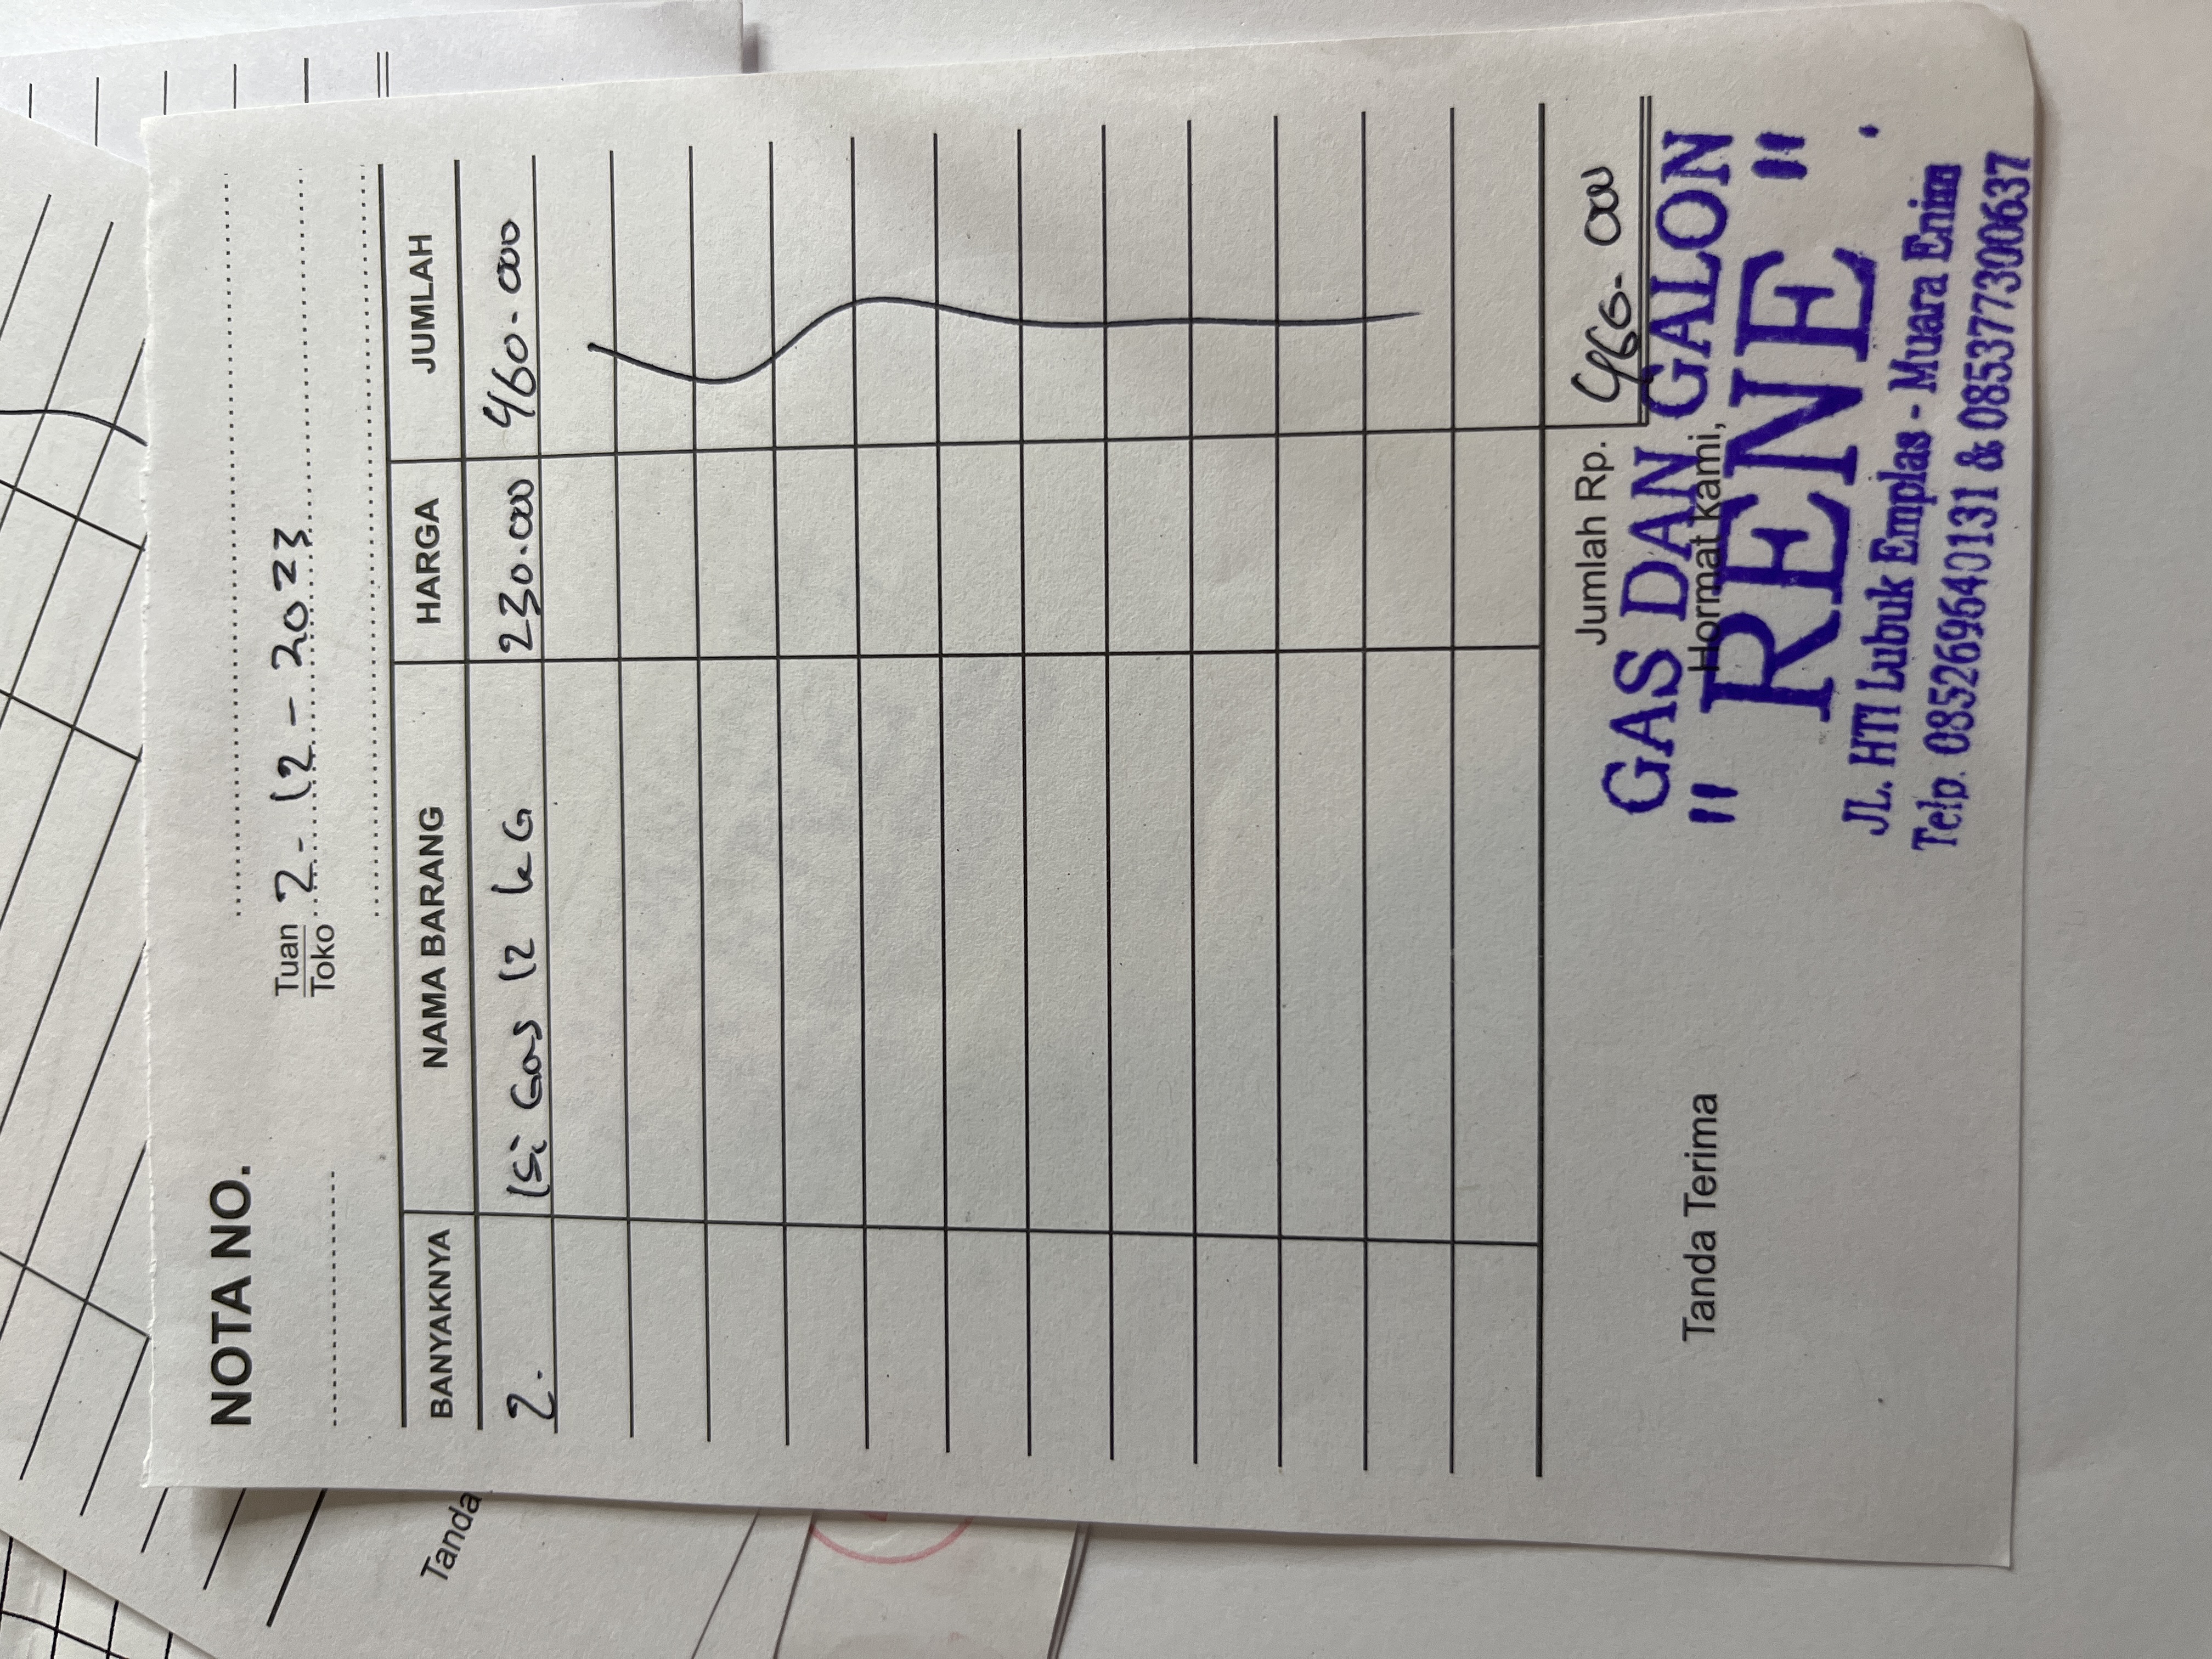 NOTA NO.
Tuan
Toko
2 - 12 - 2023
BANYAKNYA NAMA BARANG HARGA JUMLAH
2. Isi Gas 12 kG 230.000 460.000
Jumlah Rp. 460.000
Tanda Terima Hormat kami,
GAS DAN GALON
" RENE "
JL. HTI Lubuk Emplas - Muara Enim
Telp. 085269640131 & 085377300637
Tanda